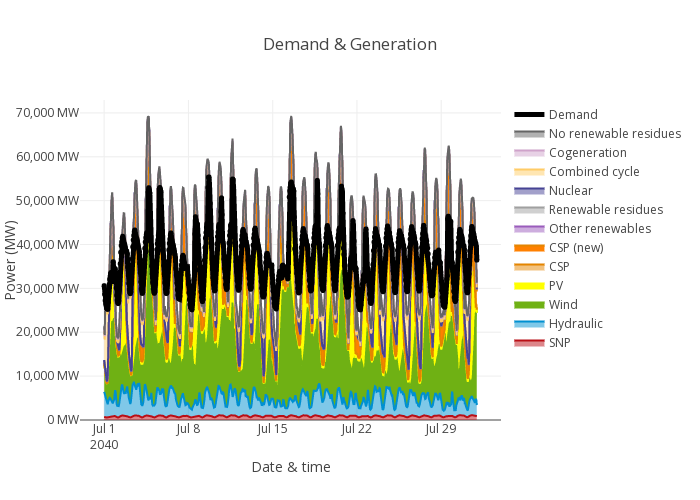 Demand & Generation
70,000 MW
60,000 MW
50,000 MW
40,000 MW
30,000 MW
20,000 MW
10,000 MW
0 MW
Power (MW)
Jul 1
2040
Jul 8
Jul 15
Jul 22
Jul 29
Date & time
Demand
No renewable residues
Cogeneration
Combined cycle
Nuclear
Renewable residues
Other renewables
CSP (new)
CSP
PV
Wind
Hydraulic
SNP